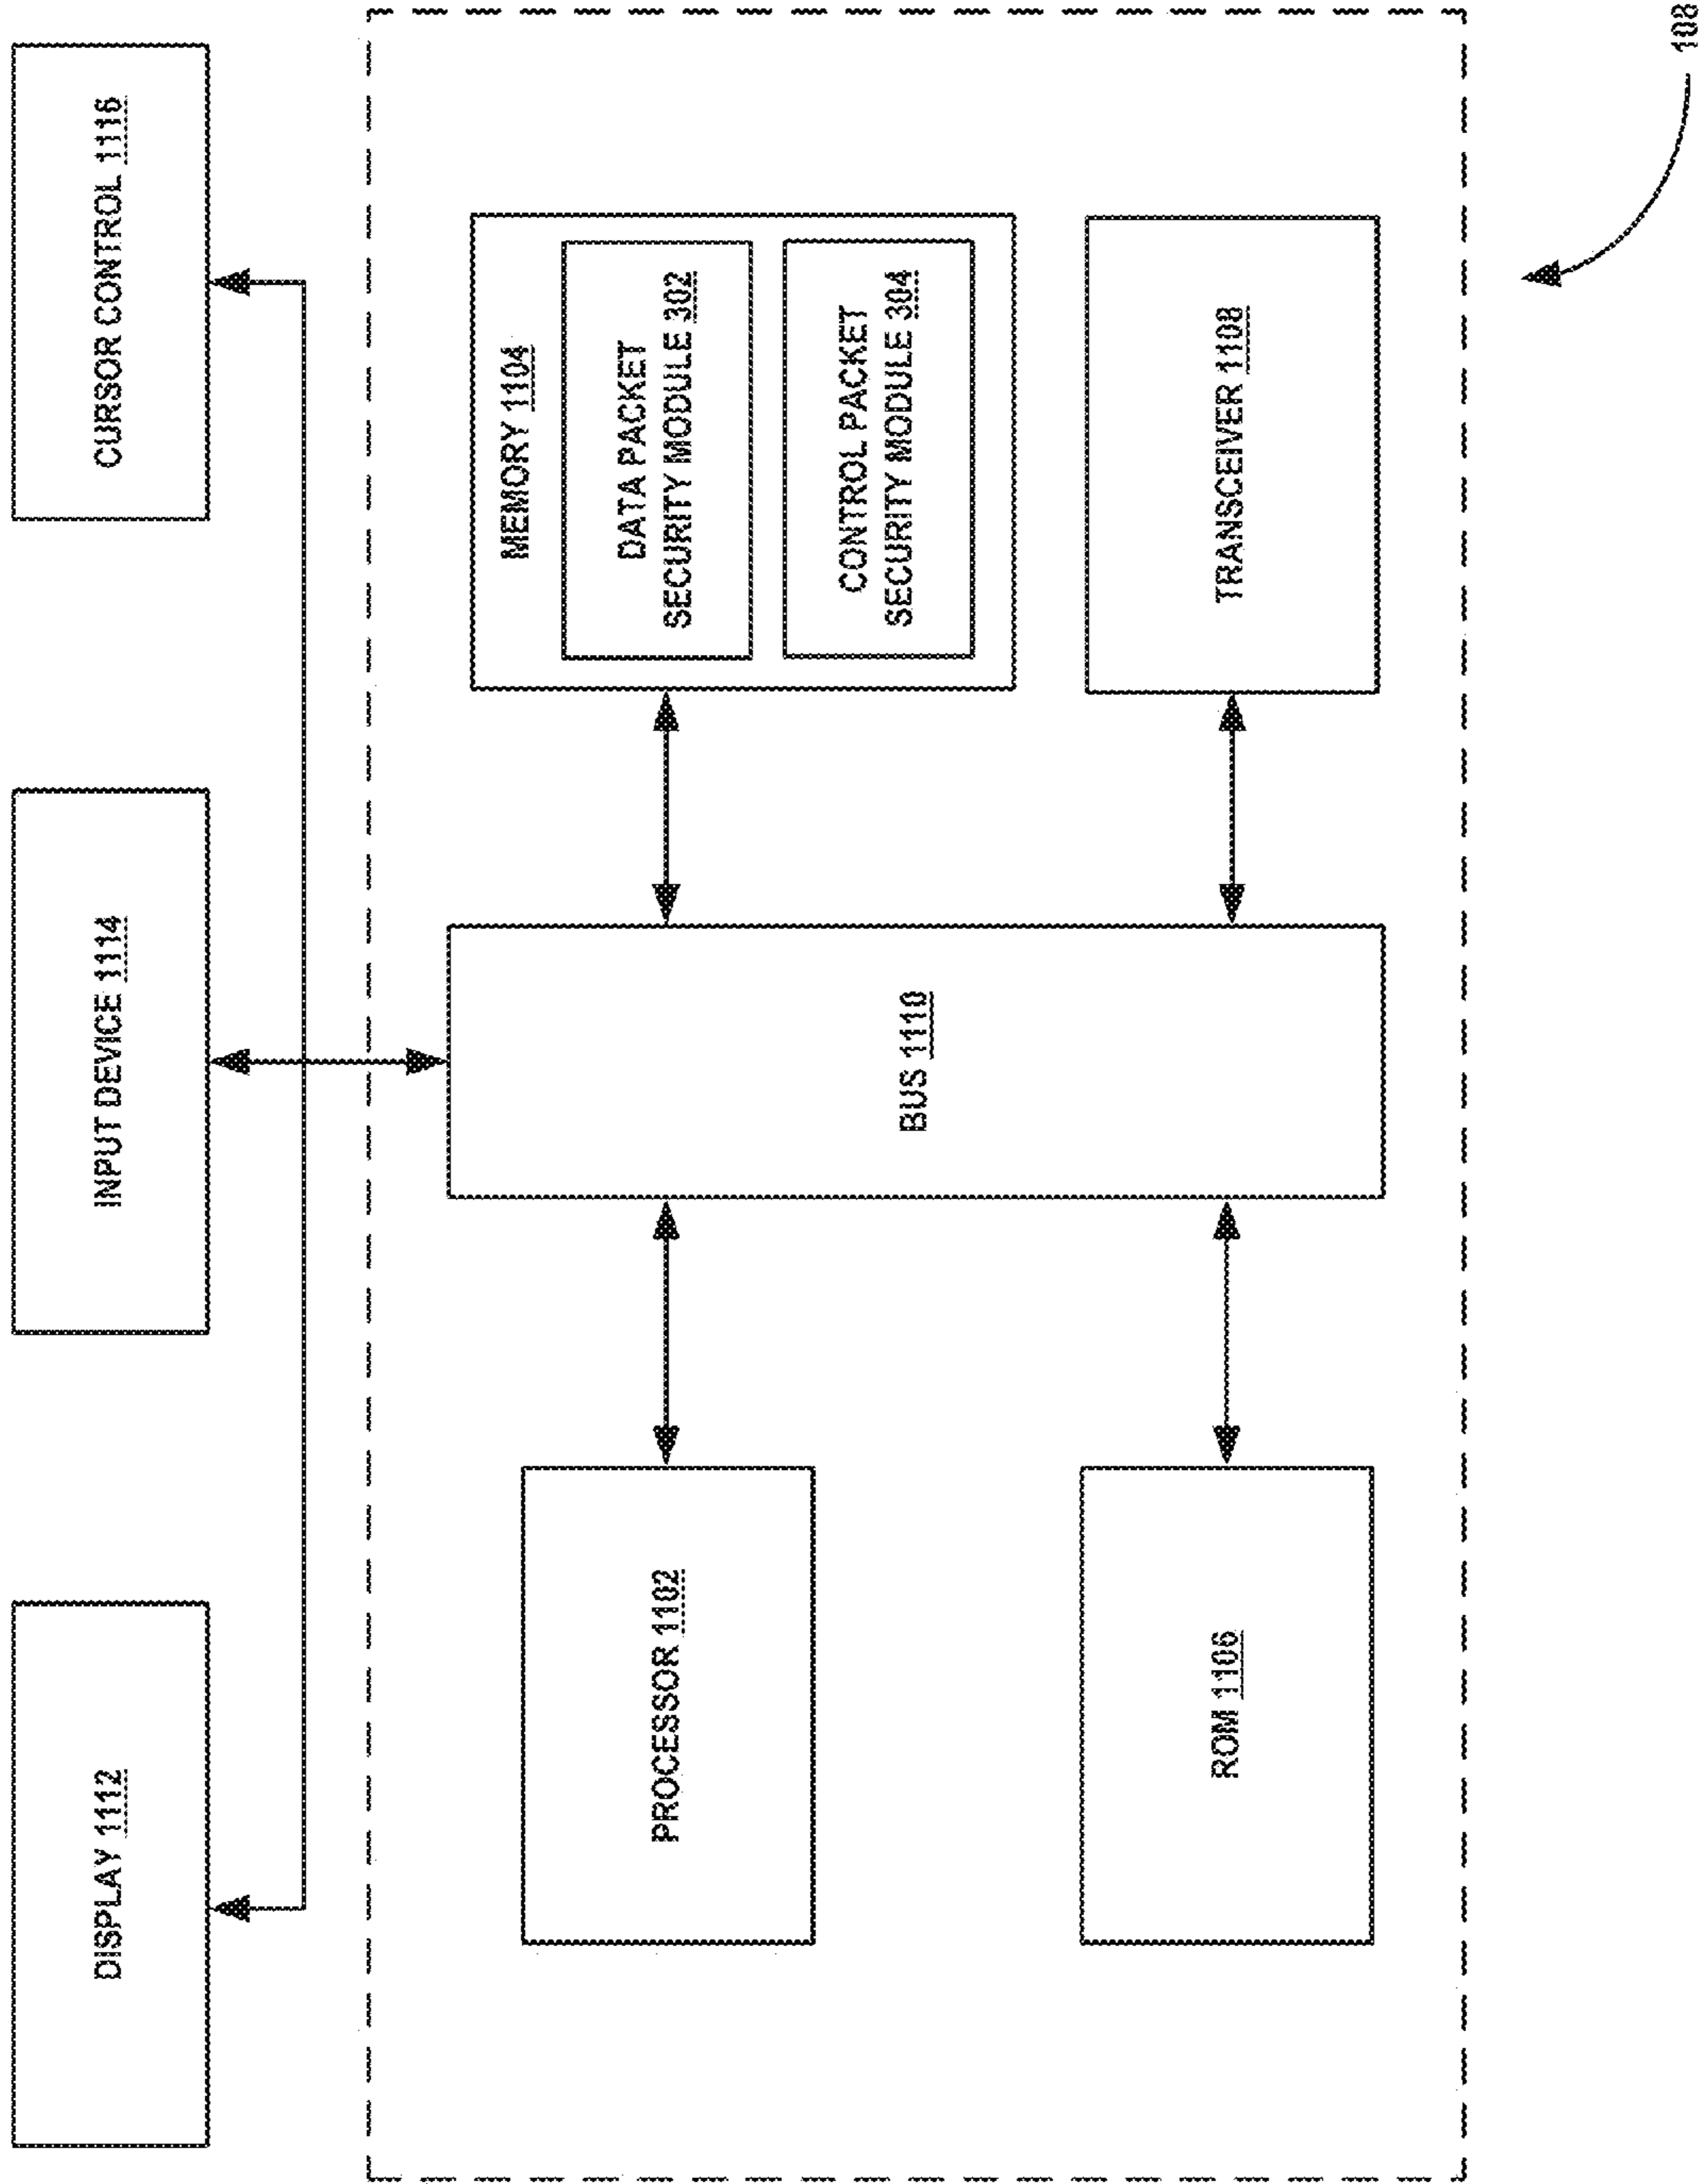 DISPLAY 1112
INPUT DEVICE 1114
CURSOR CONTROL 1116
PROCESSOR 1102
BUS 1110
MEMORY 1104
DATA PACKET
SECURITY MODULE 302
CONTROL PACKET
SECURITY MODULE 304
ROM 1106
TRANSCEIVER 1108
108